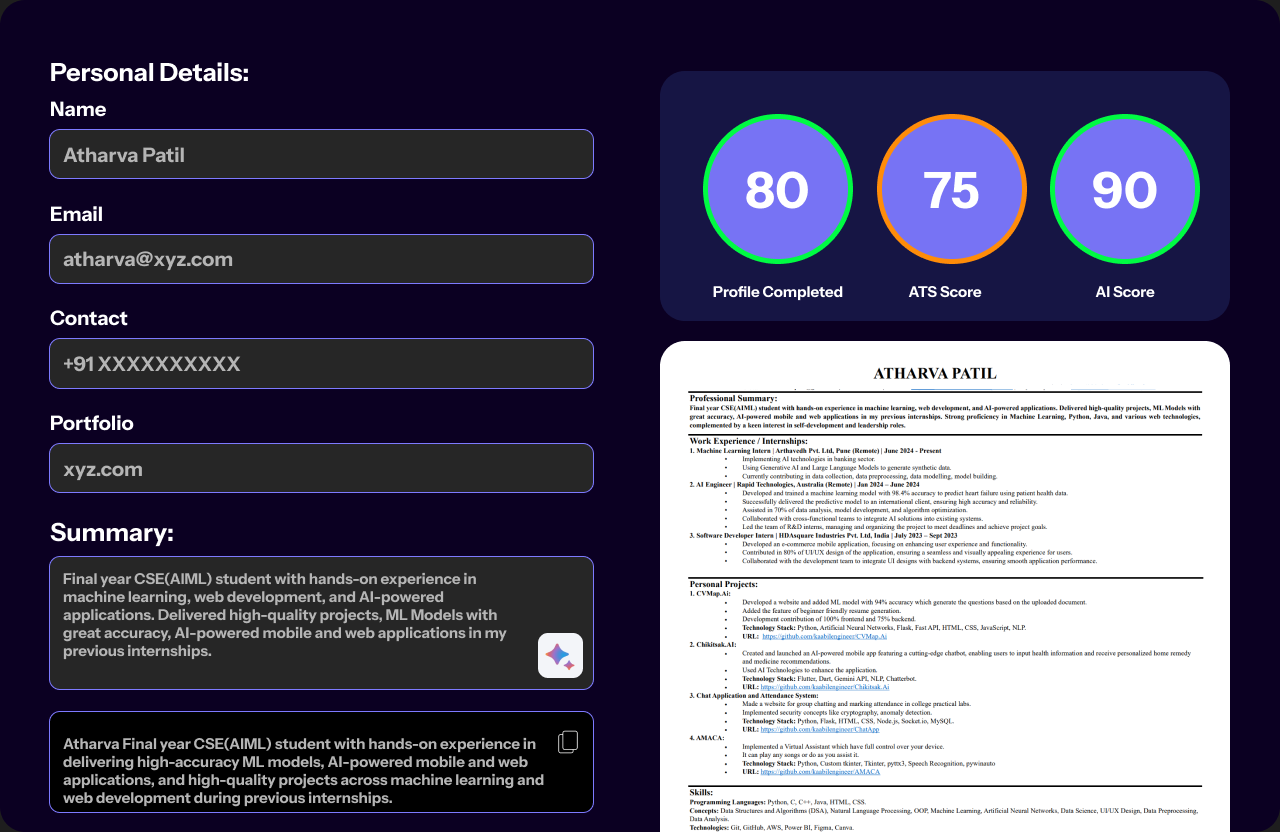 Personal Details:
Name
Atharva Patil
Email
atharva@xyz.com
Contact
+91 XXXXXXXXXX
Portfolio
xyz.com
Summary:
Final year CSE(AIML) student with hands-on experience in
machine learning, web development, and AI-powered
applications. Delivered high-quality projects, ML Models with
great accuracy, AI-powered mobile and web applications in my
previous internships.
Atharva Final year CSE(AIML) student with hands-on experience in
delivering high-accuracy ML models, AI-powered mobile and web
applications, and high-quality projects across machine learning and
web development during previous internships.
80
75
90
Profile Completed
ATS Score
AI Score
ATHARVA PATIL
Professional Summary:
Final year CSE(AIML) student with hands-on experience in machine learning, web development, and AI-powered applications. Delivered high-quality projects, ML Models with
great accuracy, AI-powered mobile and web applications in my previous internships. Strong proficiency in Machine Learning, Python, Java, and various web technologies,
complemented by a keen interest in self-development and leadership roles.
Work Experience / Internships:
1. Machine Learning Intern | Arthavedh Pvt. Ltd, Pune (Remote) | June 2024 - Present
• Implementing AI technologies in banking sector.
• Using Generative AI and Large Language Models to generate synthetic data.
• Currently contributing in data collection, data preprocessing, data modelling, model building.
2. AI Engineer | Rapid Technologies, Australia (Remote) | Jan 2024 – June 2024
• Developed and trained a machine learning model with 98.4% accuracy to predict heart failure using patient health data.
• Successfully delivered the predictive model to an international client, ensuring high accuracy and reliability.
• Assisted in 70% of data analysis, model development, and algorithm optimization.
• Collaborated with cross-functional teams to integrate AI solutions into existing systems.
• Led the team of R&D interns, managing and organizing the project to meet deadlines and achieve project goals.
3. Software Developer Intern | HDAsquare Industries Pvt. Ltd, India | July 2023 – Sept 2023
• Developed an e-commerce mobile application, focusing on enhancing user experience and functionality.
• Contributed in 80% of UI/UX design of the application, ensuring a seamless and visually appealing experience for users.
• Collaborated with the development team to integrate UI designs with backend systems, ensuring smooth application performance.
Personal Projects:
1. CVMap.Ai:
• Developed a website and added ML model with 94% accuracy which generate the questions based on the uploaded document.
• Added the feature of beginner friendly resume generation.
• Development contribution of 100% frontend and 75% backend.
• Technology Stack: Python, Artificial Neural Networks, Flask, Fast API, HTML, CSS, JavaScript, NLP.
• URL: https://github.com/kaabilengineer/CVMap.Ai
2. Chikitsak.AI:
• Created and launched an AI-powered mobile app featuring a cutting-edge chatbot, enabling users to input health information and receive personalized home remedy
and medicine recommendations.
• Used AI Technologies to enhance the application.
• Technology Stack: Flutter, Dart, Gemini API, NLP, Chatterbot.
• URL: https://github.com/kaabilengineer/Chikitsak.Ai
3. Chat Application and Attendance System:
• Made a website for group chatting and marking attendance in college practical labs.
• Implemented security concepts like cryptography, anomaly detection.
• Technology Stack: Python, Flask, HTML, CSS, Node.js, Socket.io, MySQL.
• URL: https://github.com/kaabilengineer/ChatApp
4. AMACA:
• Implemented a Virtual Assistant which have full control over your device.
• It can play any songs or do as you assist it.
• Technology Stack: Python, Custom tkinter, Tkinter, pyttx3, Speech Recognition, pywinauto
• URL: https://github.com/kaabilengineer/AMACA
Skills:
Programming Languages: Python, C, C++, Java, HTML, CSS.
Concepts: Data Structures and Algorithms (DSA), Natural Language Processing, OOP, Machine Learning, Artificial Neural Networks, Data Science, UI/UX Design, Data Preprocessing,
Data Analysis.
Technologies: Git, GitHub, AWS, Power BI, Figma, Canva.